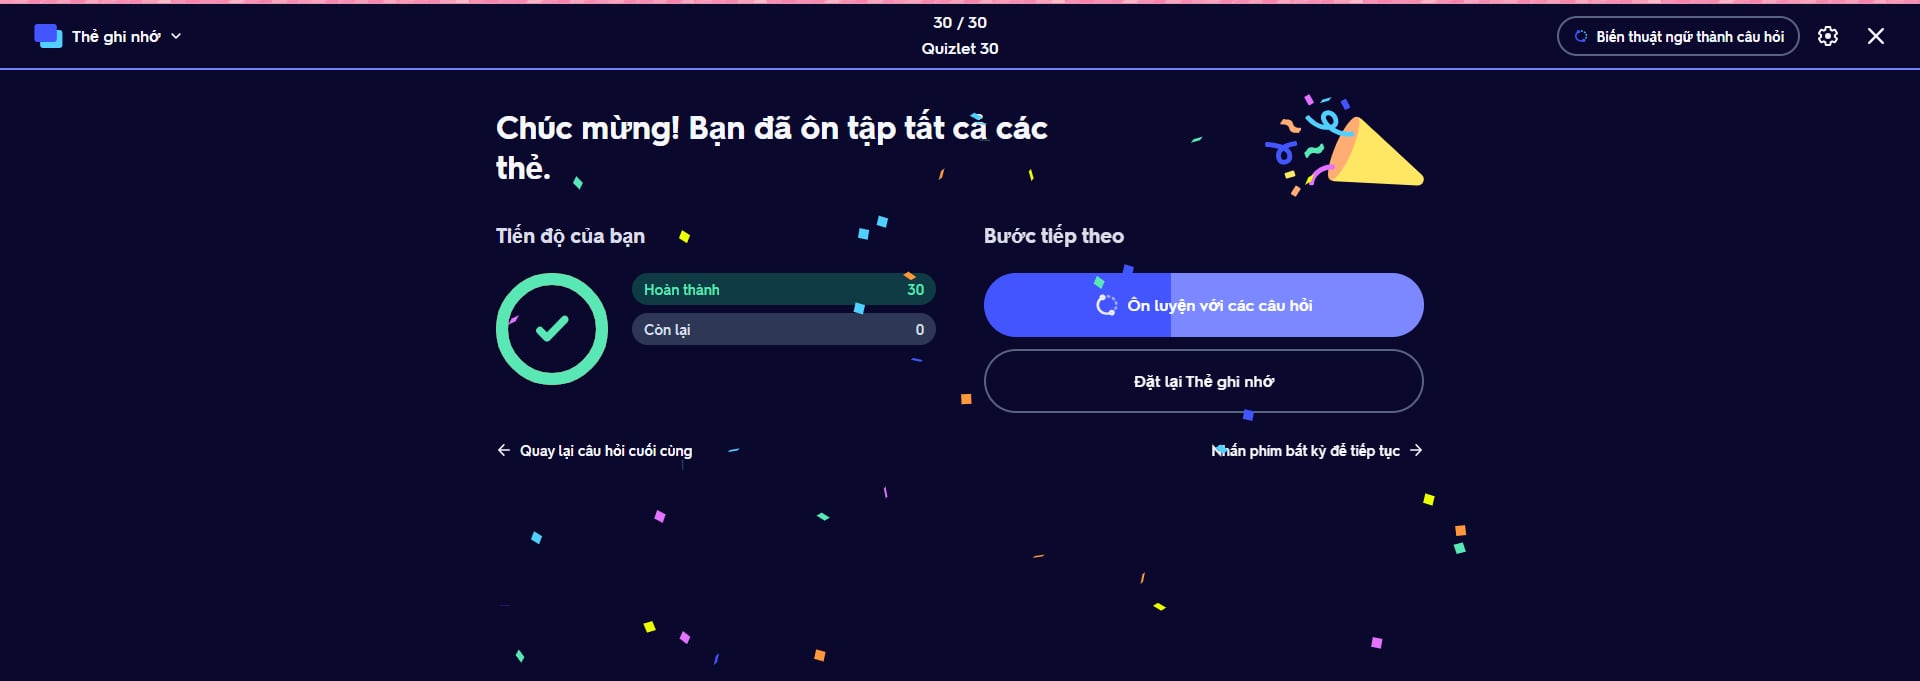 Thẻ ghi nhớ
30 / 30
Quizlet 30
Biến thuật ngữ thành câu hỏi
Chúc mừng! Bạn đã ôn tập tất cả các
thẻ.
Tiến độ của bạn
Hoàn thành 30
Còn lại 0
Bước tiếp theo
Ôn luyện với các câu hỏi
Đặt lại Thẻ ghi nhớ
Quay lại câu hỏi cuối cùng
Nhấn phím bất kỳ để tiếp tục